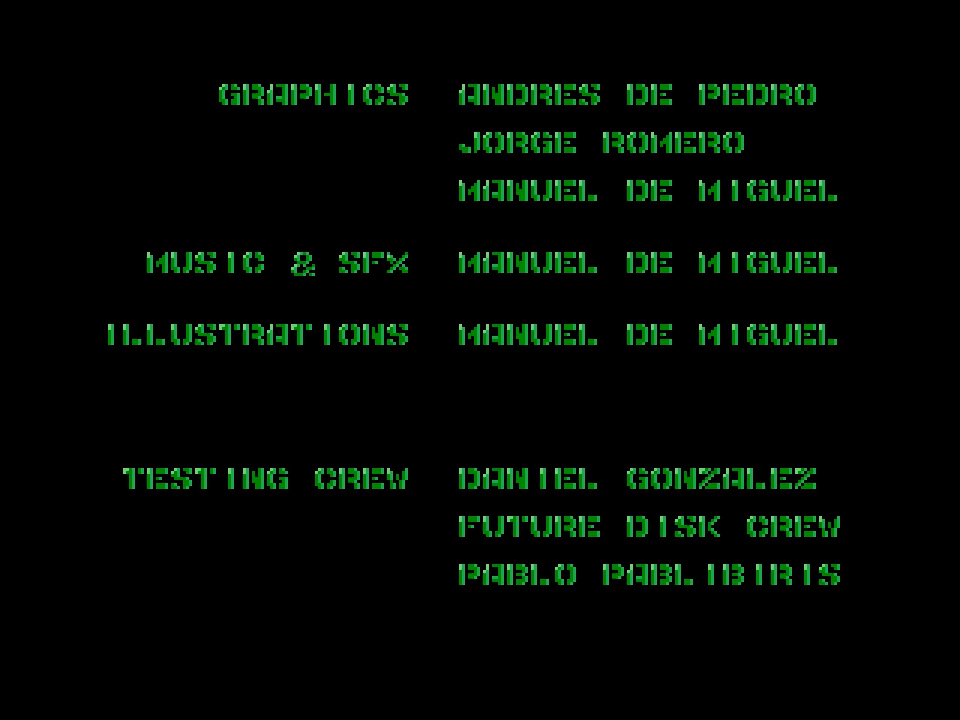 GRAPHICS ANDRES DE PEDRO
JORGE ROMERO
MANUEL DE MIGUEL
MUSIC & SFX MANUEL DE MIGUEL
ILLUSTRATIONS MANUEL DE MIGUEL
TESTING CREW DANIEL GONZALEZ
FUTURE DISK CREW
PABLO PABLIBIRIS